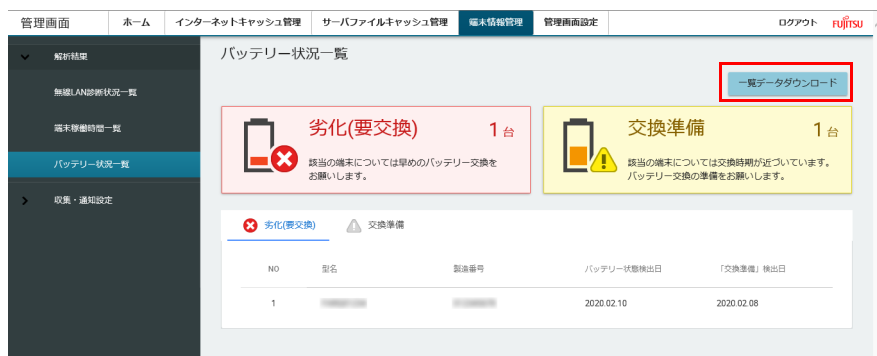 管理画面 ホーム インターネットキャッシュ管理 サーバファイルキャッシュ管理 端末情報管理 管理画面設定 ログアウト FUJITSU
解析結果
無線LAN診断状況一覧
端末稼働時間一覧
バッテリー状況一覧
収集・通知設定
バッテリー状況一覧
一覧データダウンロード
劣化(要交換) 1 台
該当の端末については早めのバッテリー交換を
お願いします。
交換準備 1 台
該当の端末については交換時期が近づいています。
バッテリー交換の準備をお願いします。
劣化(要交換) 交換準備
NO 型名 製造番号 バッテリー状態検出日 「交換準備」検出日
1 2020.02.10 2020.02.08